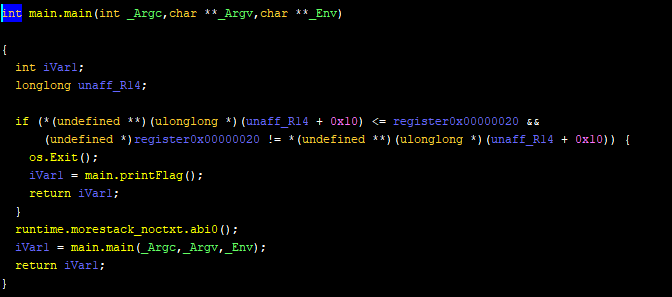 int main.main(int _Argc,char **_Argv,char **_Env)
{
int iVar1;
longlong unaff_R14;
if (*(undefined **)(ulonglong *)(unaff_R14 + 0x10) <= register0x00000020 &&
(undefined *)register0x00000020 != *(undefined **)(ulonglong *)(unaff_R14 + 0x10)) {
os.Exit();
iVar1 = main.printFlag();
return iVar1;
}
runtime.morestack_noctxt.abi0();
iVar1 = main.main(_Argc,_Argv,_Env);
return iVar1;
}